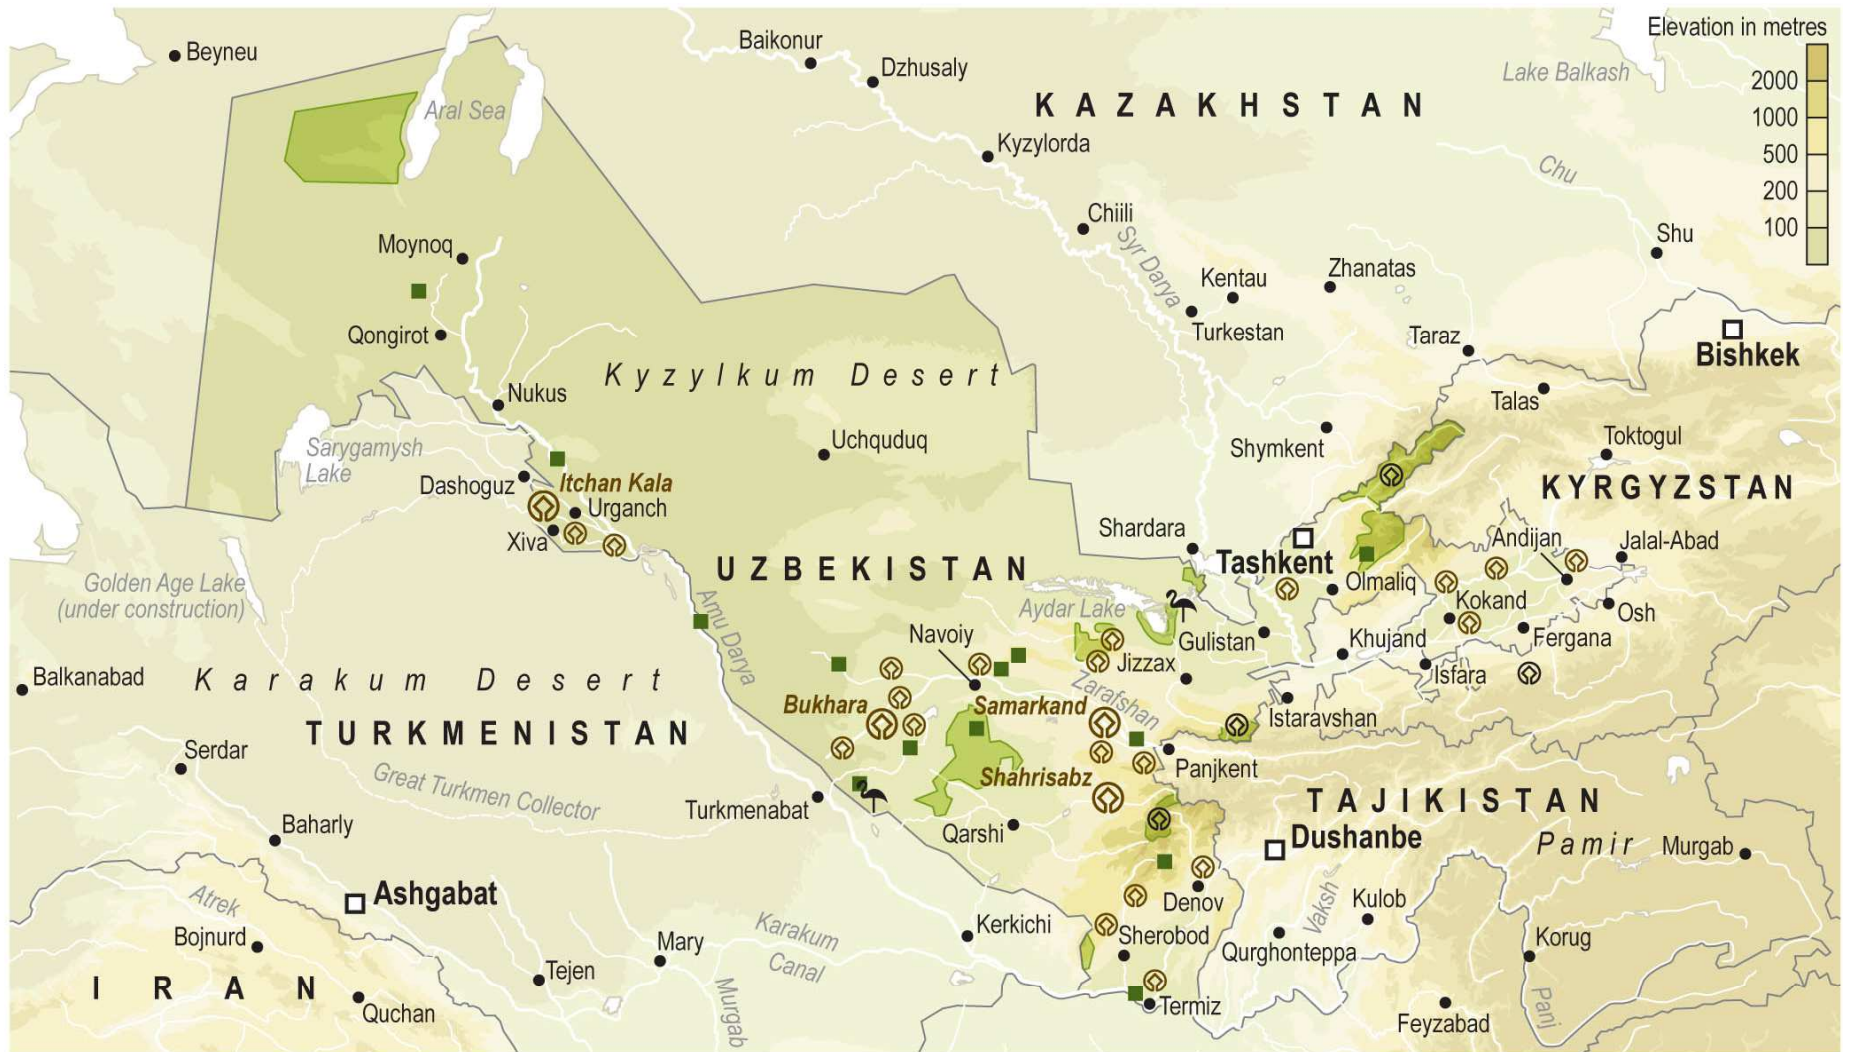 Elevation in metres
2000
1000
500
200
100
Beyneu
Baikonur
Dzhusaly
Lake Balkash
Aral Sea
KAZAKHSTAN
Kyzylorda
Chu
Chiili
Syr Darya
Shu
Moynoq
Kentau
Zhanatas
Turkestan
Qongirot
Taraz
Bishkek
Kyzylkum Desert
Nukus
Talas
Sarygamysh
Lake
Uchquduq
Shymkent
Toktogul
Dashoguz
Itchan Kala
Urganch
KYRGYZSTAN
Xiva
Shardara
Andijan
Jalal-Abad
UZBEKISTAN
Tashkent
Olmaliq
Golden Age Lake
(under construction)
Amu Darya
Aydar Lake
Kokand
Osh
Navoiy
Gulistan
Khujand
Fergana
Balkanabad
Karakum Desert
Jizzax
Isfara
Bukhara
Samarkand
Zarafshan
Istaravshan
TURKMENISTAN
Serdar
Shahrisabz
Panjkent
Great Turkmen Collector
Turkmenabat
TAJIKISTAN
Baharly
Qarshi
Dushanbe
Pamir
Murgab
Ashgabat
Atrek
Denov
Vaksh
Kulob
Bojnurd
Karakum
Canal
Kerkichi
Sherobod
Qurghonteppa
Korug
Mary
IRAN
Tejen
Murgab
Quchan
Termiz
Feyzabad
Panj